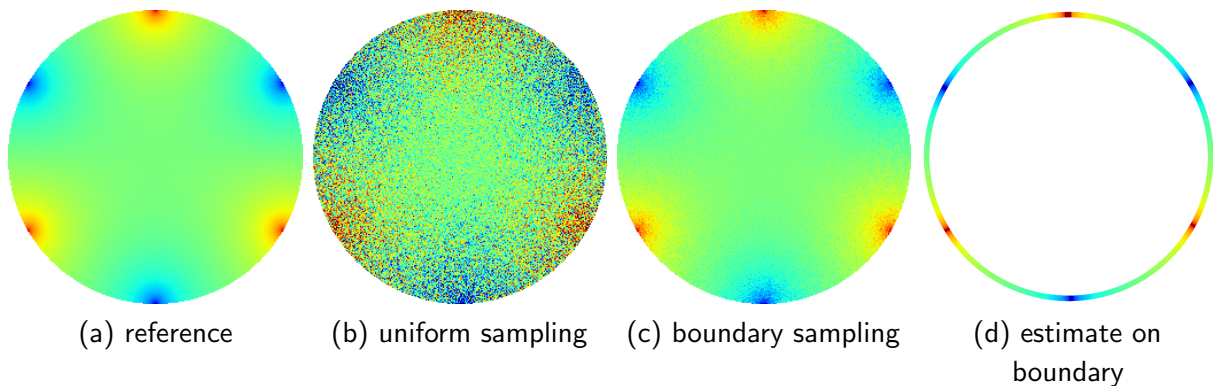 (a) reference
(b) uniform sampling
(c) boundary sampling
(d) estimate on
boundary